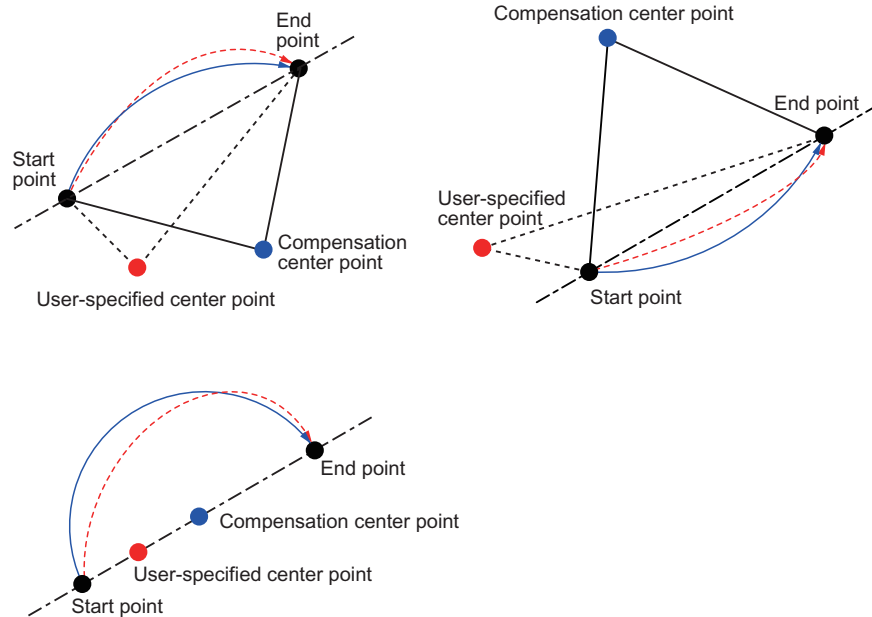 End
point
Start
point
Compensation
center point
User-specified center point
Compensation center point
End point
User-specified
center point
Start point
End point
Compensation center point
User-specified center point
Start point